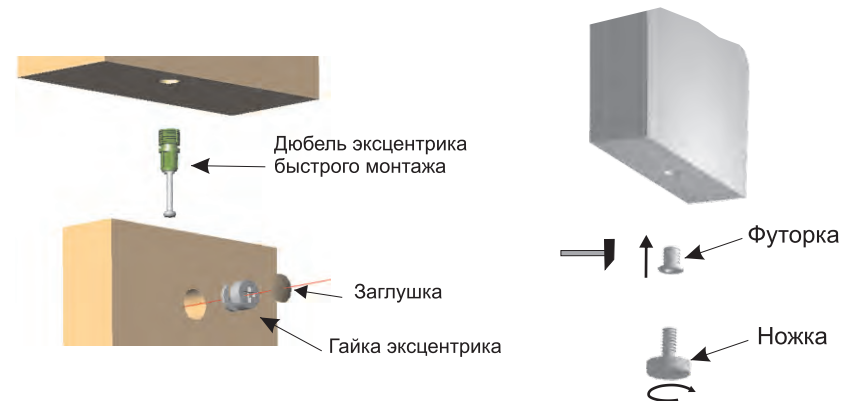 Дюбель эксцентрика
быстрого монтажа
Заглушка
Гайка эксцентрика
Футорка
Ножка